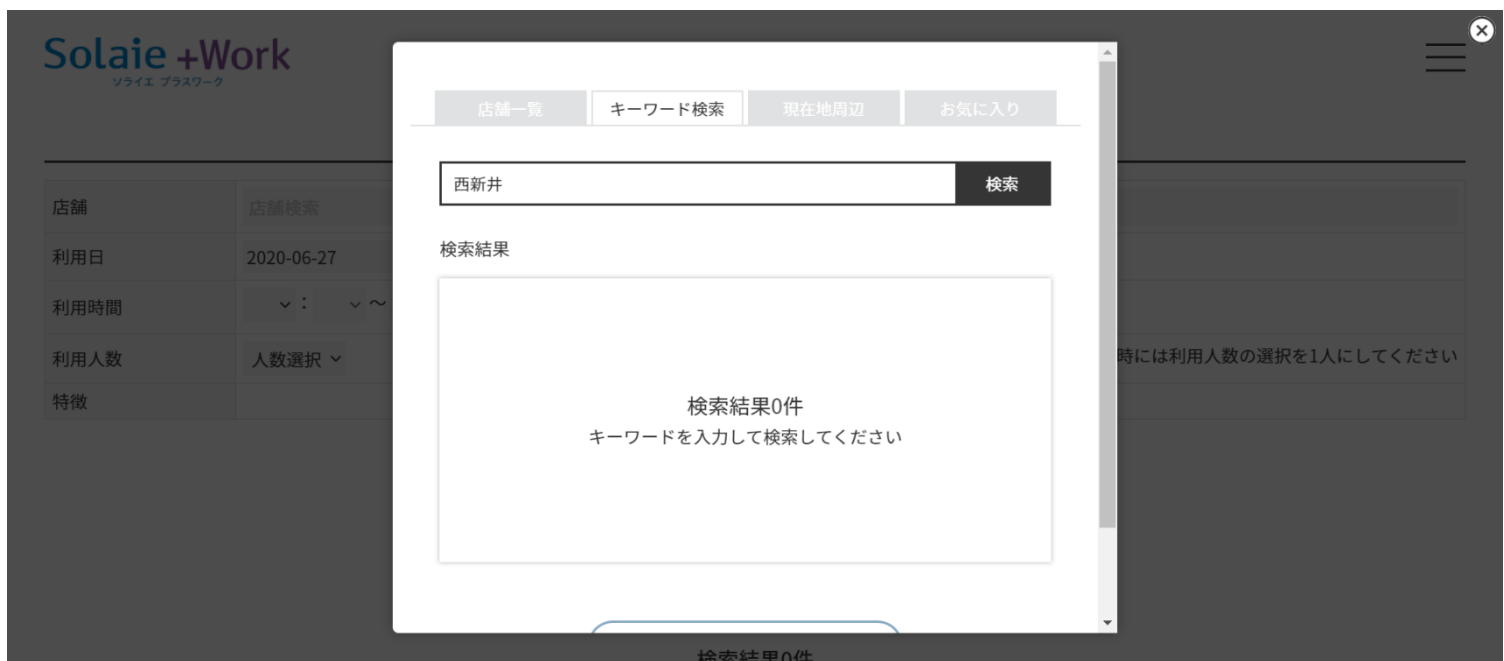 Solaie +Work
ソライエ プラスワーク
店舗一覧
キーワード検索
現在地周辺
お気に入り
西新井
検索
店舗
店舗検索
検索結果
利用日
2020-06-27
利用時間
: ～
利用人数
人数選択
時には利用人数の選択を1人にしてください
特徴
検索結果0件
キーワードを入力して検索してください
検索結果0件